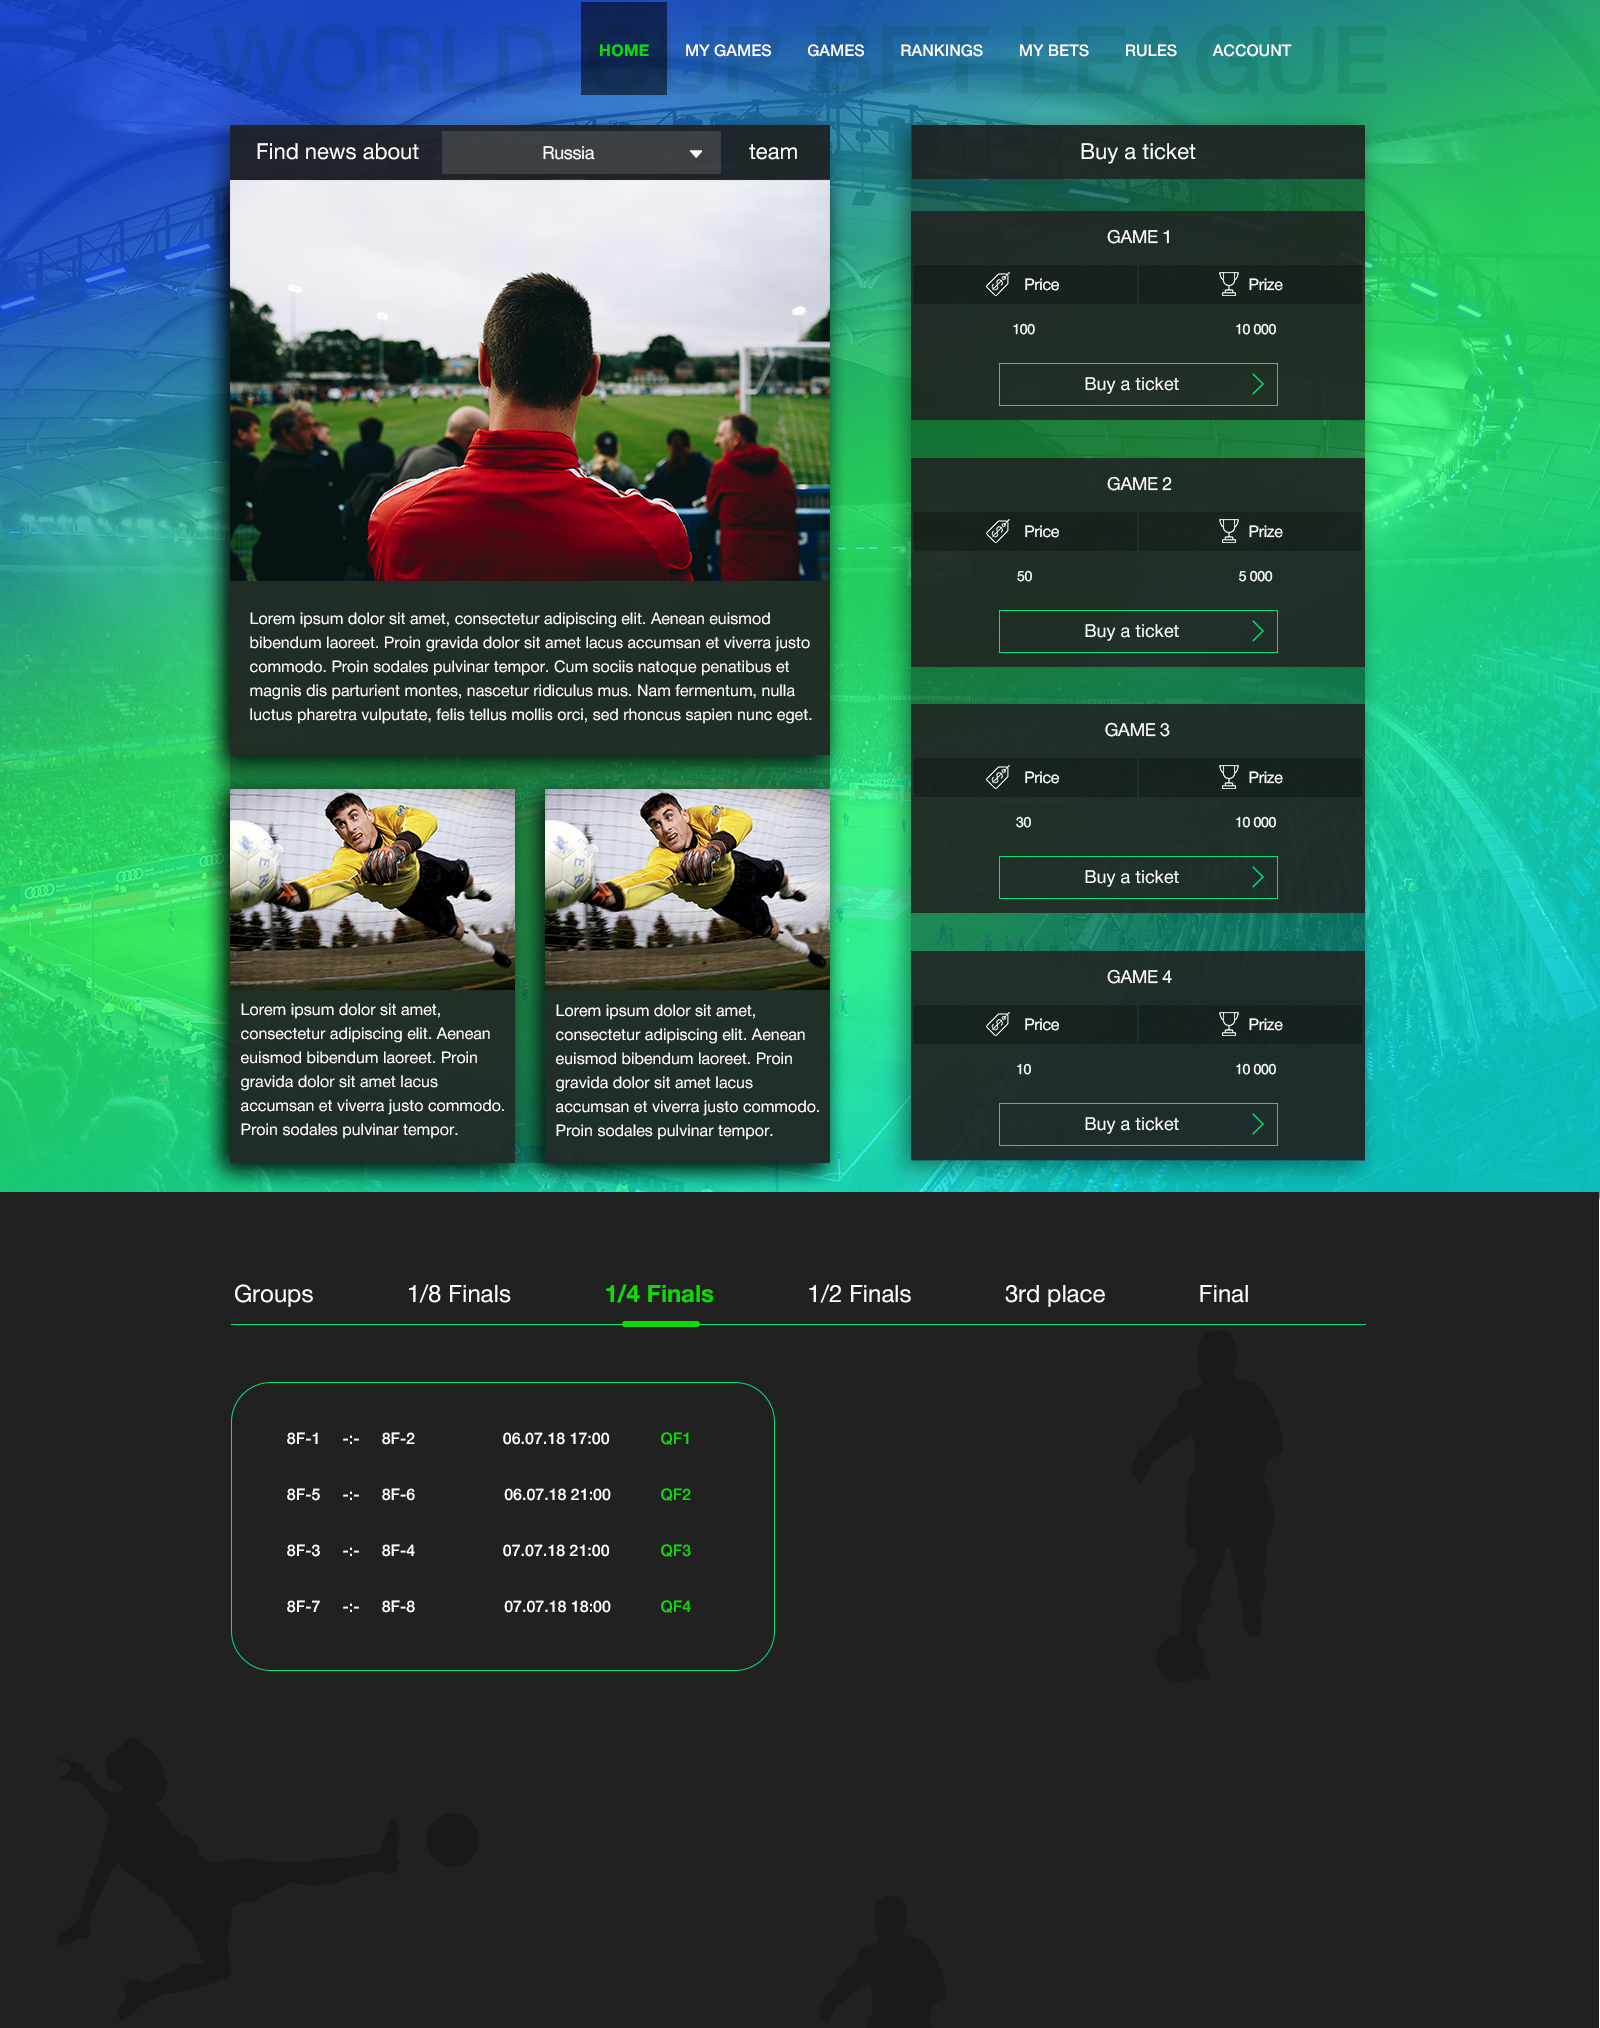 WORLD CUP BET LEAGUE
HOME
MY GAMES
GAMES
RANKINGS
MY BETS
RULES
ACCOUNT
Find news about
Russia
team
Lorem ipsum dolor sit amet, consectetur adipiscing elit. Aenean euismod
bibendum laoreet. Proin gravida dolor sit amet lacus accumsan et viverra justo
commodo. Proin sodales pulvinar tempor. Cum sociis natoque penatibus et
magnis dis parturient montes, nascetur ridiculus mus. Nam fermentum, nulla
luctus pharetra vulputate, felis tellus mollis orci, sed rhoncus sapien nunc eget.
Lorem ipsum dolor sit amet,
consectetur adipiscing elit. Aenean
euismod bibendum laoreet. Proin
gravida dolor sit amet lacus
accumsan et viverra justo commodo.
Proin sodales pulvinar tempor.
Lorem ipsum dolor sit amet,
consectetur adipiscing elit. Aenean
euismod bibendum laoreet. Proin
gravida dolor sit amet lacus
accumsan et viverra justo commodo.
Proin sodales pulvinar tempor.
Buy a ticket
GAME 1
Price
Prize
100
10 000
Buy a ticket
GAME 2
Price
Prize
50
5 000
Buy a ticket
GAME 3
Price
Prize
30
10 000
Buy a ticket
GAME 4
Price
Prize
10
10 000
Buy a ticket
Groups
1/8 Finals
1/4 Finals
1/2 Finals
3rd place
Final
8F-1 -:- 8F-2 06.07.18 17:00 QF1
8F-5 -:- 8F-6 06.07.18 21:00 QF2
8F-3 -:- 8F-4 07.07.18 21:00 QF3
8F-7 -:- 8F-8 07.07.18 18:00 QF4